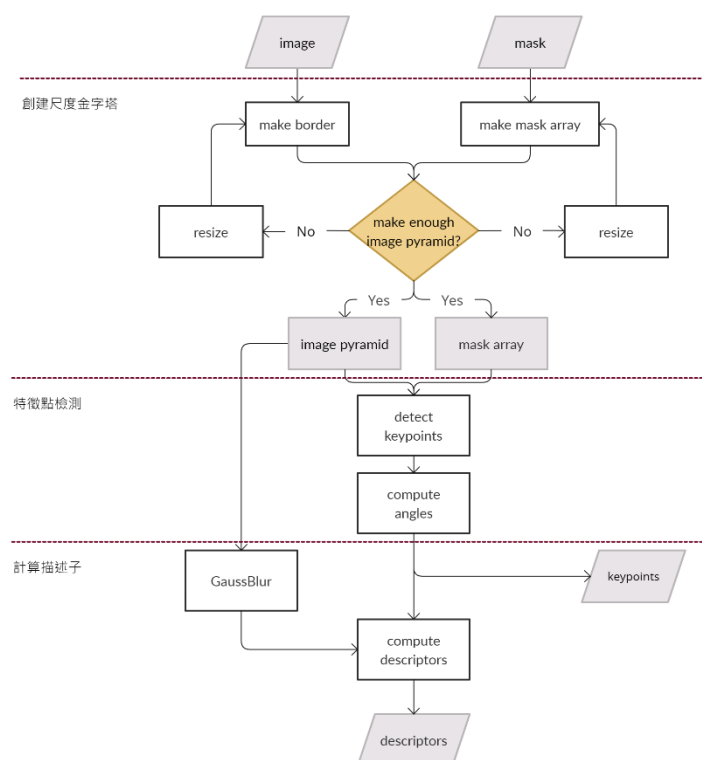 image
mask
創建尺度金字塔
make border
make mask array
make enough
image pyramid?
resize
No
No
resize
Yes
Yes
image pyramid
mask array
特徵點檢測
detect
keypoints
compute
angles
計算描述子
GaussBlur
keypoints
compute
descriptors
descriptors